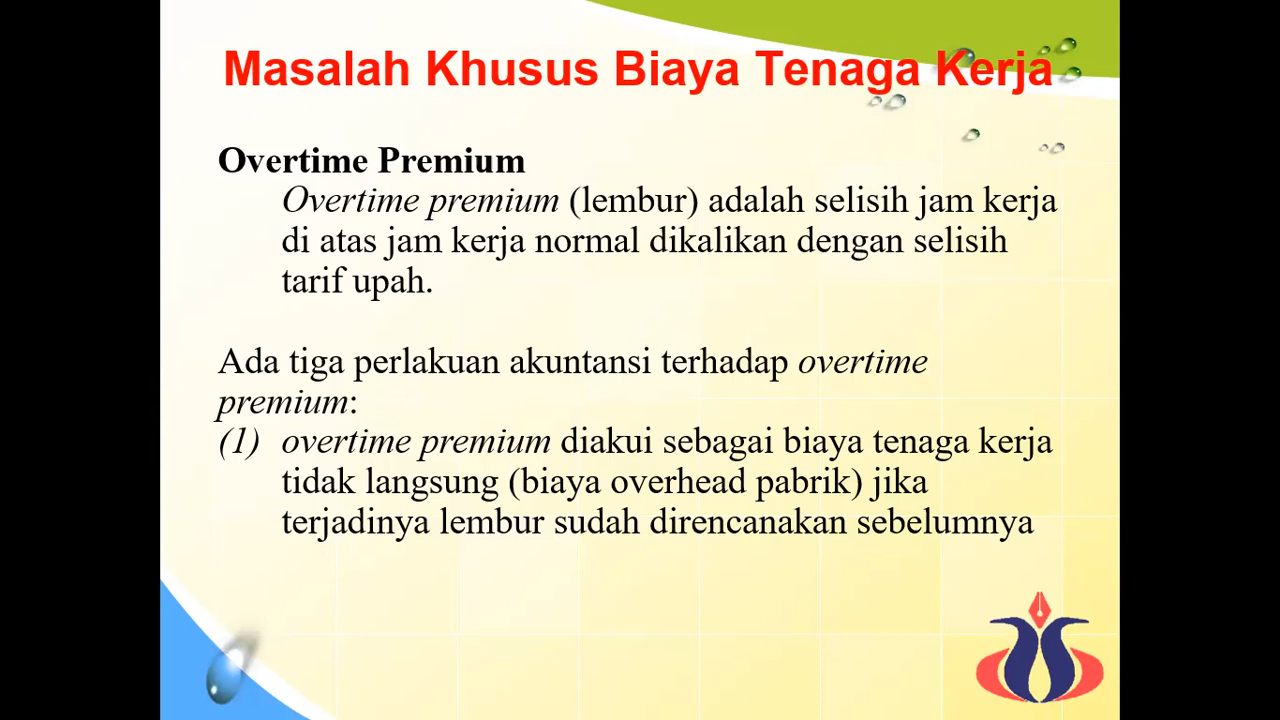 Masalah Khusus Biaya Tenaga Kerja
Overtime Premium
Overtime premium (lembur) adalah selisih jam kerja
di atas jam kerja normal dikalikan dengan selisih
tarif upah.
Ada tiga perlakuan akuntansi terhadap overtime
premium:
(1) overtime premium diakui sebagai biaya tenaga kerja
tidak langsung (biaya overhead pabrik) jika
terjadinya lembur sudah direncanakan sebelumnya